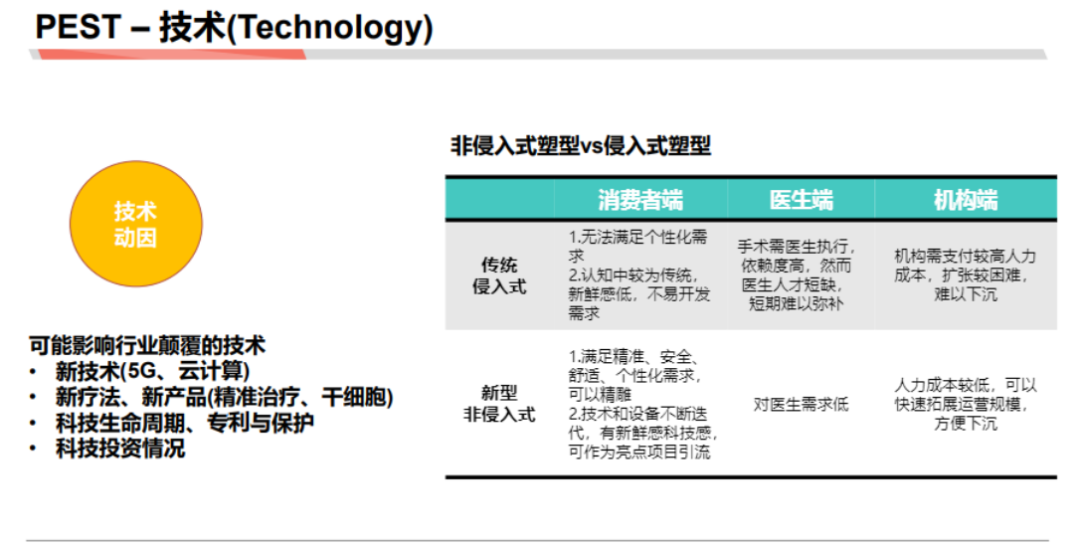 PEST – 技术(Technology)
技术
动因
可能影响行业颠覆的技术
• 新技术(5G、云计算)
• 新疗法、新产品(精准治疗、干细胞)
• 科技生命周期、专利与保护
• 科技投资情况
非侵入式塑型vs侵入式塑型
消费者端
医生端
机构端
传统
侵入式
1.无法满足个性化需
求
2.认知中较为传统,
新鲜感低，不易开发
需求
手术需医生执行，
依赖度高，然而
医生人才短缺，
短期难以弥补
机构需支付较高人力
成本，扩张较困难，
难以下沉
新型
非侵入式
1.满足精准、安全、
舒适、个性化需求，
可以精雕
2.技术和设备不断迭
代，有新鲜感科技感，
可作为亮点项目引流
对医生需求低
人力成本较低，可以
快速拓展运营规模，
方便下沉